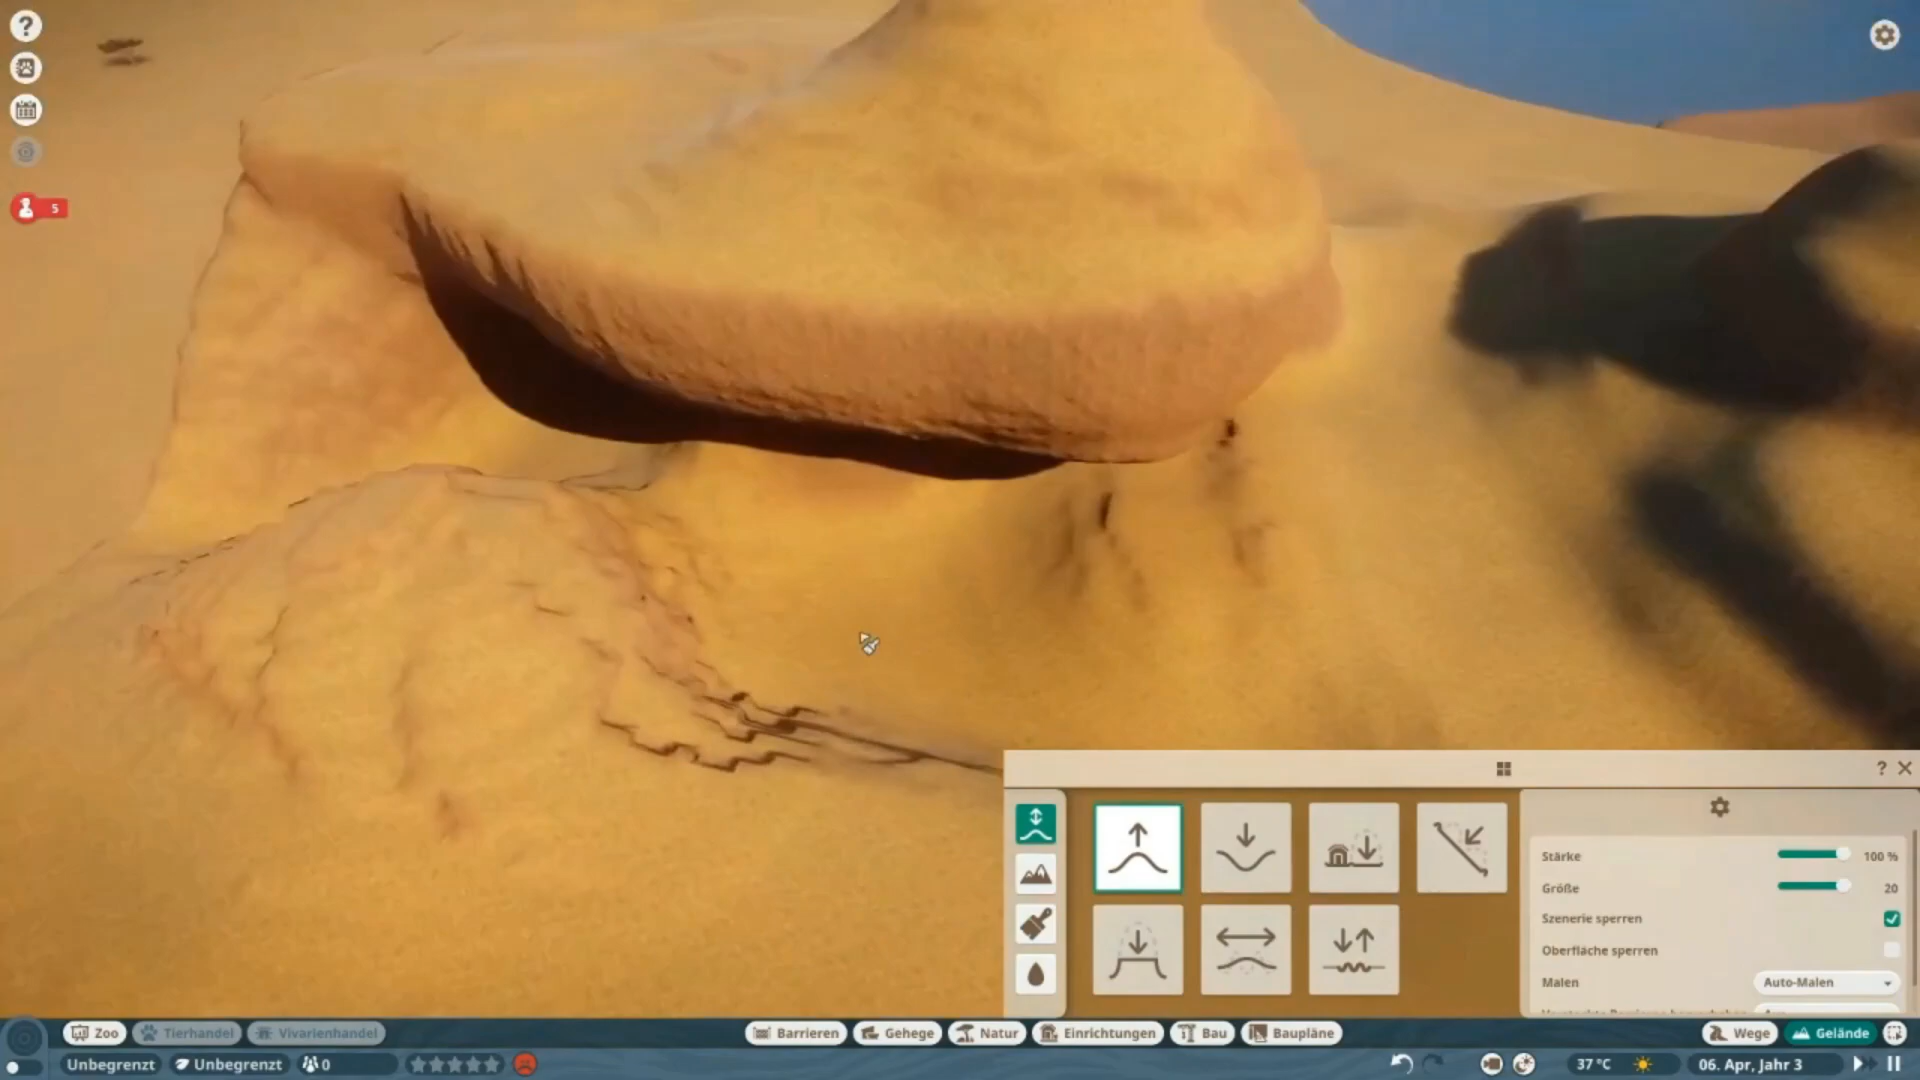 ?
5
?
Stärke 100 %
Größe 20
Szenerie sperren
Oberfläche sperren
Malen Auto-Malen
Zoo Tierhandel Vivarienhandel Barrieren Gehege Natur Einrichtungen Bau Baupläne Wege Gelände
Unbegrenzt Unbegrenzt 0 37 °C 06. Apr, Jahr 3